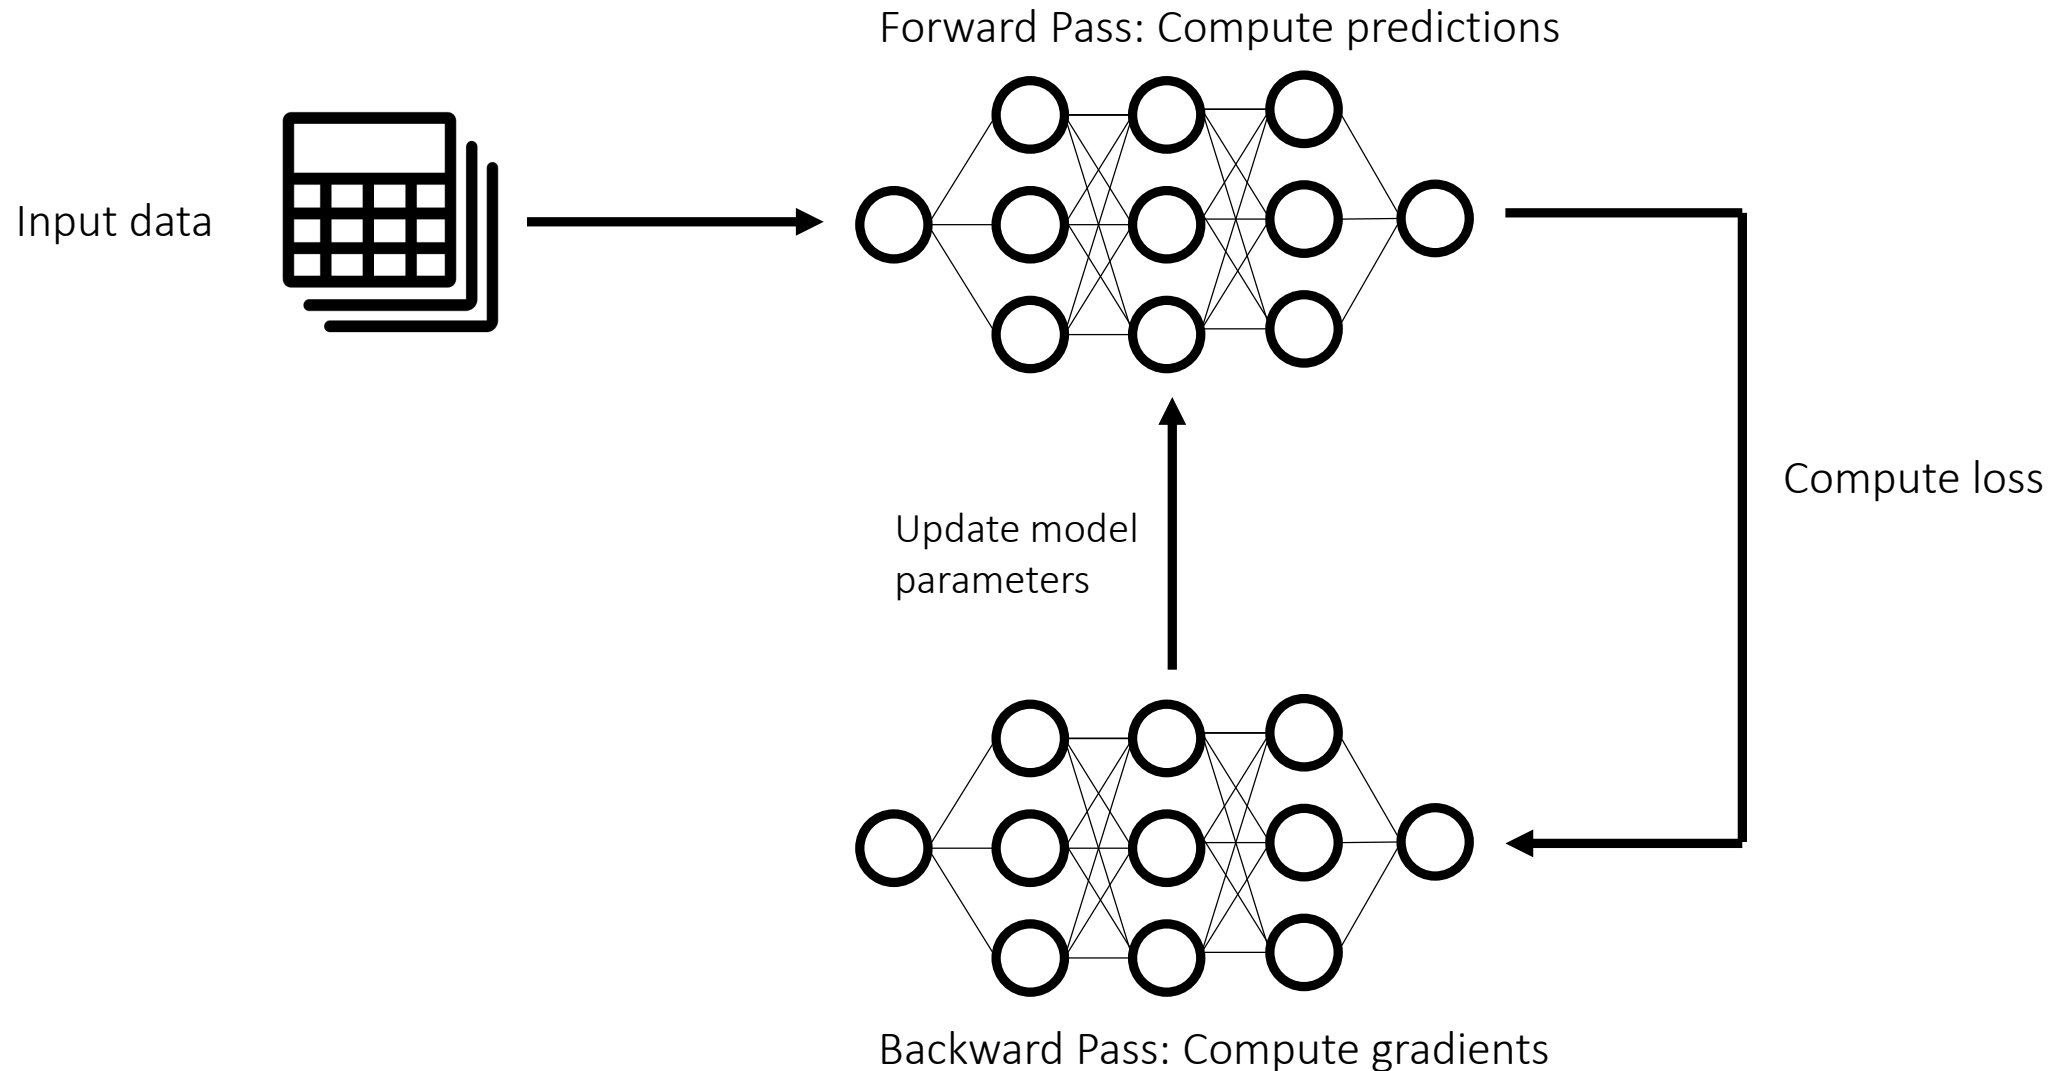 Forward Pass: Compute predictions
Input data
Compute loss
Update model
parameters
Backward Pass: Compute gradients